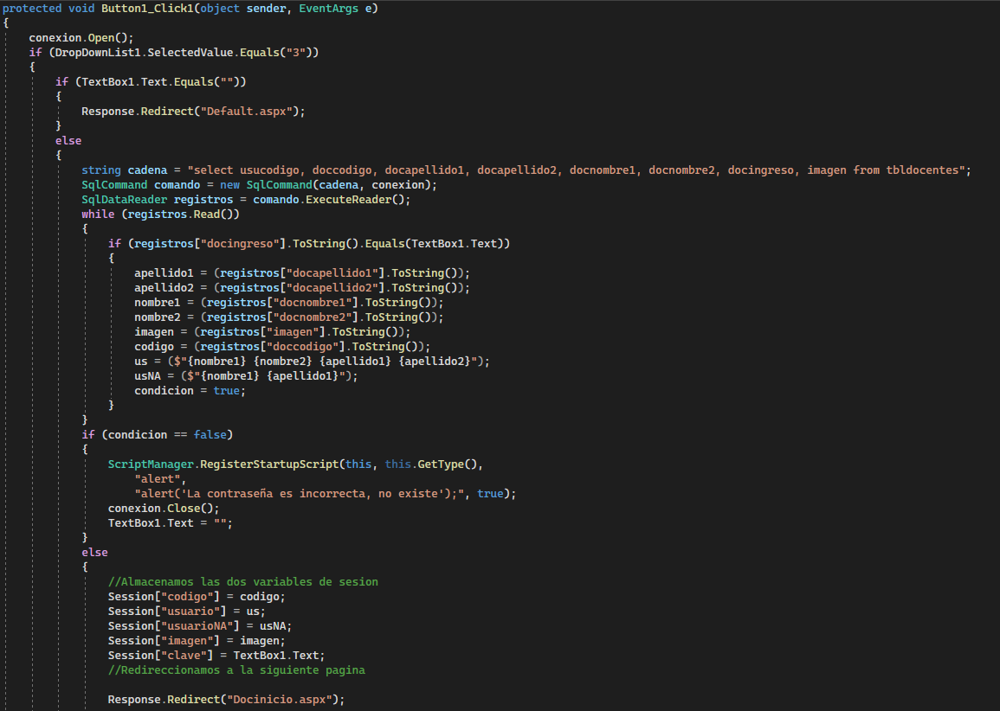 protected void Button1_Click1(object sender, EventArgs e)
{
    conexion.Open();
    if (DropDownList1.SelectedValue.Equals("3"))
    {
        if (TextBox1.Text.Equals(""))
        {
            Response.Redirect("Default.aspx");
        }
        else
        {
            string cadena = "select usucodigo, doccodigo, docapellido1, docapellido2, docnombre1, docnombre2, docingreso, imagen from tbldocentes";
            SqlCommand comando = new SqlCommand(cadena, conexion);
            SqlDataReader registros = comando.ExecuteReader();
            while (registros.Read())
            {
                if (registros["docingreso"].ToString().Equals(TextBox1.Text))
                {
                    apellido1 = (registros["docapellido1"].ToString());
                    apellido2 = (registros["docapellido2"].ToString());
                    nombre1 = (registros["docnombre1"].ToString());
                    nombre2 = (registros["docnombre2"].ToString());
                    imagen = (registros["imagen"].ToString());
                    codigo = (registros["doccodigo"].ToString());
                    us = ($"{nombre1} {nombre2} {apellido1} {apellido2}");
                    usNA = ($"{nombre1} {apellido1}");
                    condicion = true;
                }
            }
            if (condicion == false)
            {
                ScriptManager.RegisterStartupScript(this, this.GetType(),
                    "alert",
                    "alert('La contraseña es incorrecta, no existe');", true);
                conexion.Close();
                TextBox1.Text = "";
            }
            else
            {
                //Almacenamos las dos variables de sesion
                Session["codigo"] = codigo;
                Session["usuario"] = us;
                Session["usuarioNA"] = usNA;
                Session["imagen"] = imagen;
                Session["clave"] = TextBox1.Text;
                //Redireccionamos a la siguiente pagina

                Response.Redirect("Docinicio.aspx");